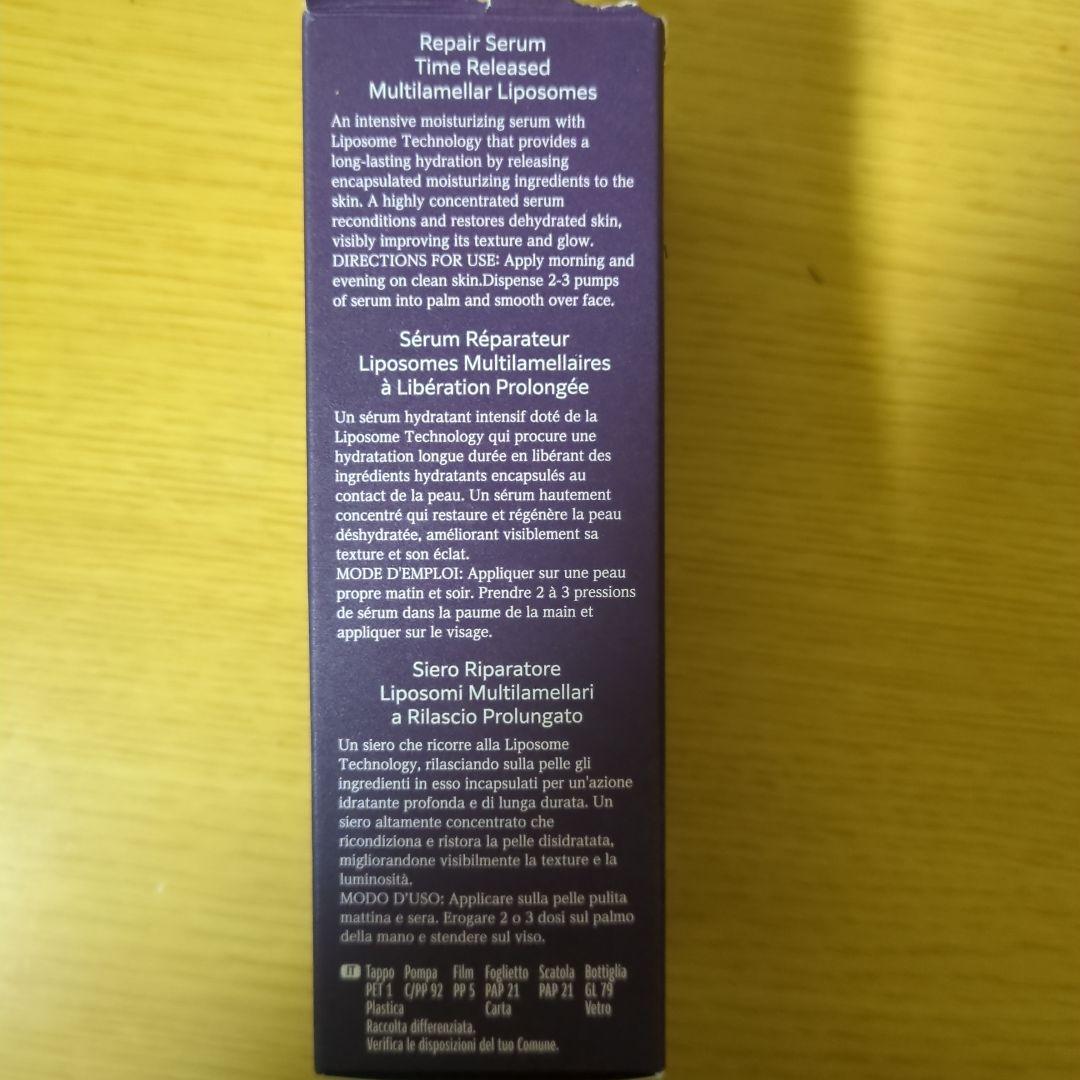 Repair Serum
Time Released
Multilamellar Liposomes
An intensive moisturizing serum with
Liposome Technology that provides a
long-lasting hydration by releasing
encapsulated moisturizing ingredients to the
skin. A highly concentrated serum
reconditions and restores dehydrated skin,
visibly improving its texture and glow.
DIRECTIONS FOR USE: Apply morning and
evening on clean skin.Dispense 2-3 pumps
of serum into palm and smooth over face.
Sérum Réparateur
Liposomes Multilamellaires
à Libération Prolongée
Un sérum hydratant intensif doté de la
Liposome Technology qui procure une
hydratation longue durée en libérant des
ingrédients hydratants encapsulés au
contact de la peau. Un sérum hautement
concentré qui restaure et régénère la peau
déshydratée, améliorant visiblement sa
texture et son éclat.
MODE D'EMPLOI: Appliquer sur une peau
propre matin et soir. Prendre 2 à 3 pressions
de sérum dans la paume de la main et
appliquer sur le visage.
Siero Riparatore
Liposomi Multilamellari
a Rilascio Prolungato
Un siero che ricorre alla Liposome
Technology, rilasciando sulla pelle gli
ingredienti in esso incapsulati per un'azione
idratante profonda e di lunga durata. Un
siero altamente concentrato che
ricondiziona e ristora la pelle disidratata,
migliorandone visibilmente la texture e la
luminosità.
MODO D'USO: Applicare sulla pelle pulita
mattina e sera. Erogare 2 o 3 dosi sul palmo
della mano e stendere sul viso.
IT Tappo Pompa Film Foglietto Scatola Bottiglia
PET 1 C/PP 92 PP 5 PAP 21 PAP 21 GL 79
Plastica Carta Vetro
Raccolta differenziata.
Verifica le disposizioni del tuo Comune.